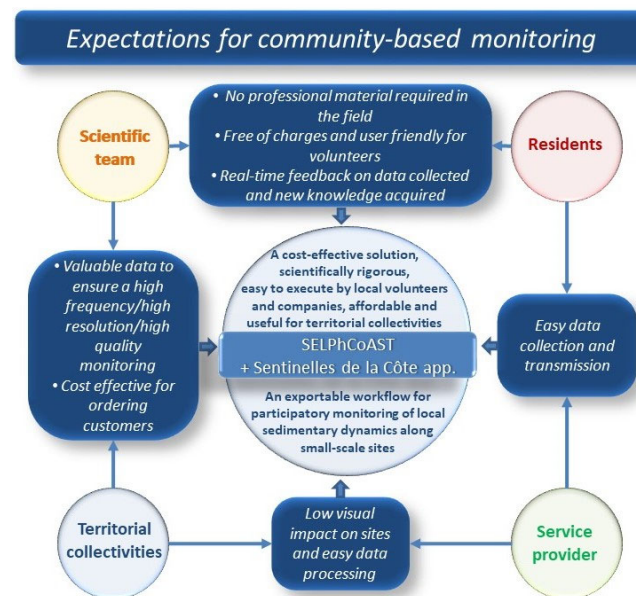 Expectations for community-based monitoring
Scientific
team
• No professional material required in
the field
• Free of charges and user friendly for
volunteers
• Real-time feedback on data collected
and new knowledge acquired
Residents
• Valuable data to
ensure a high
frequency/high
resolution/high
quality monitoring
• Cost effective for
ordering
customers
A cost-effective solution,
scientifically rigorous,
easy to execute by local volunteers
and companies, affordable and
useful for territorial collectivities
SELPhCoAST
+ Sentinelles de la Côte app.
An exportable workflow for
participatory monitoring of local
sedimentary dynamics along
small-scale sites
Easy data
collection and
transmission
Territorial
collectivities
Low visual
impact on sites
and easy data
processing
Service
provider